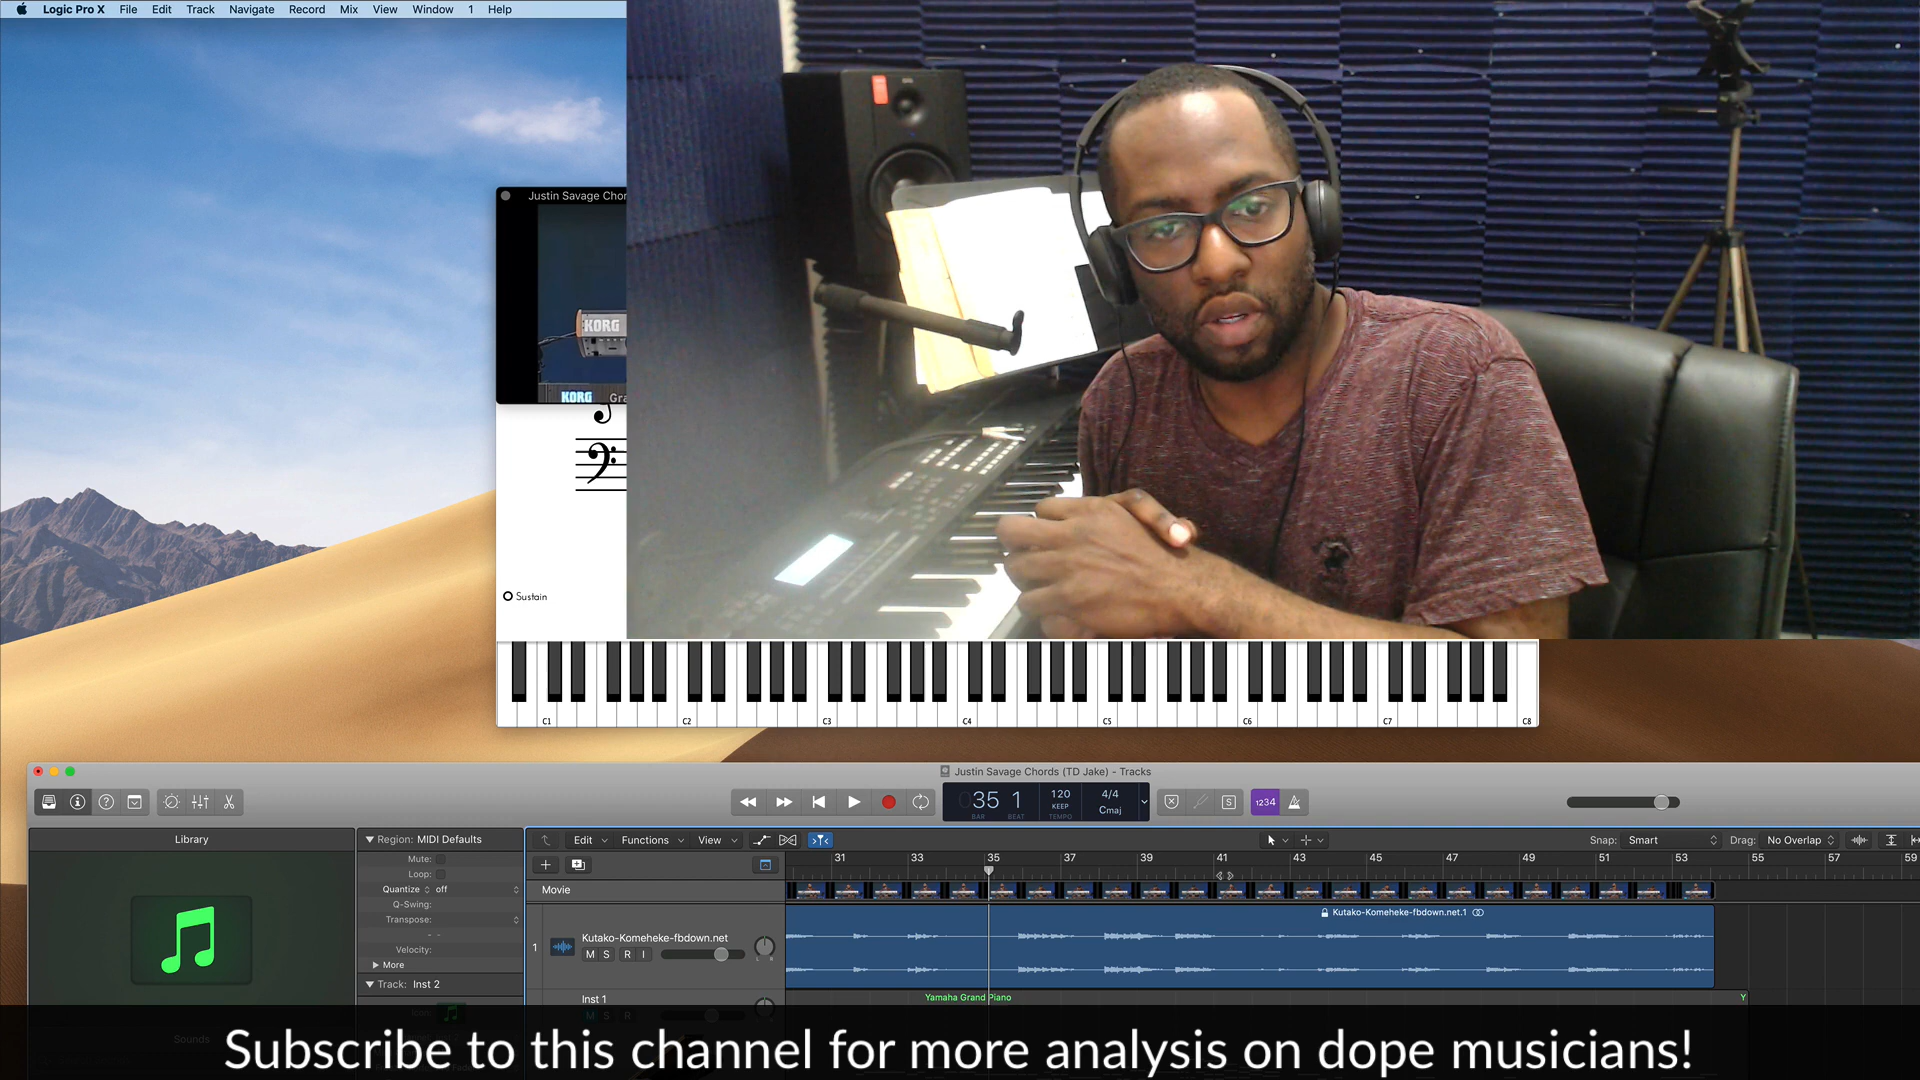 Logic Pro X File Edit Track Navigate Record Mix View Window 1 Help
Justin Savage Chor
KORG
KORG Gra
Sustain
C1 C2 C3 C4 C5 C6 C7 C8
Justin Savage Chords (TD Jake) - Tracks
35 1 120 4/4
KEEP Cmaj
BAR BEAT TEMPO
S 1234
Library
Region: MIDI Defaults
Edit Functions View
Snap: Smart Drag: No Overlap
31 33 35 37 39 41 43 45 47 49 51 53 55 57 59
Mute:
Loop:
Quantize off
Q-Swing:
Transpose:
Velocity:
More
Track: Inst 2
Icon:
Sounds
Movie
Kutako-Komeheke-fbdown.net.1
1 Kutako-Komeheke-fbdown.net
M S R I
L R
Inst 1
M S R
Yamaha Grand Piano Y
Subscribe to this channel for more analysis on dope musicians!